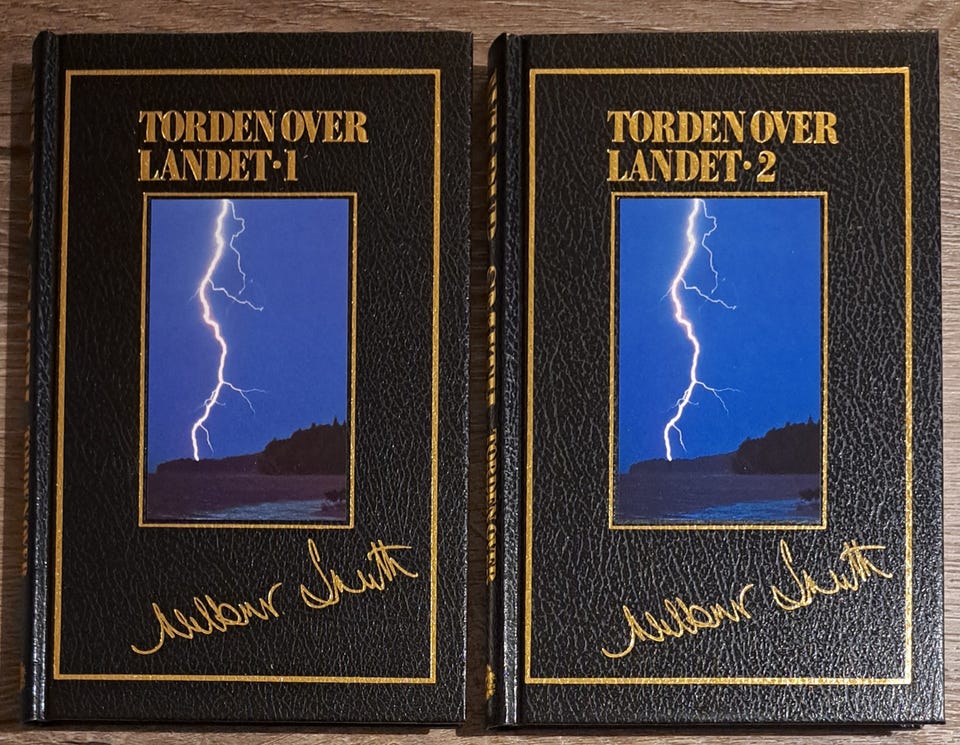 TORDEN OVER
LANDET·1
Wilbur Smith
TORDEN OVER
LANDET·2
Wilbur Smith